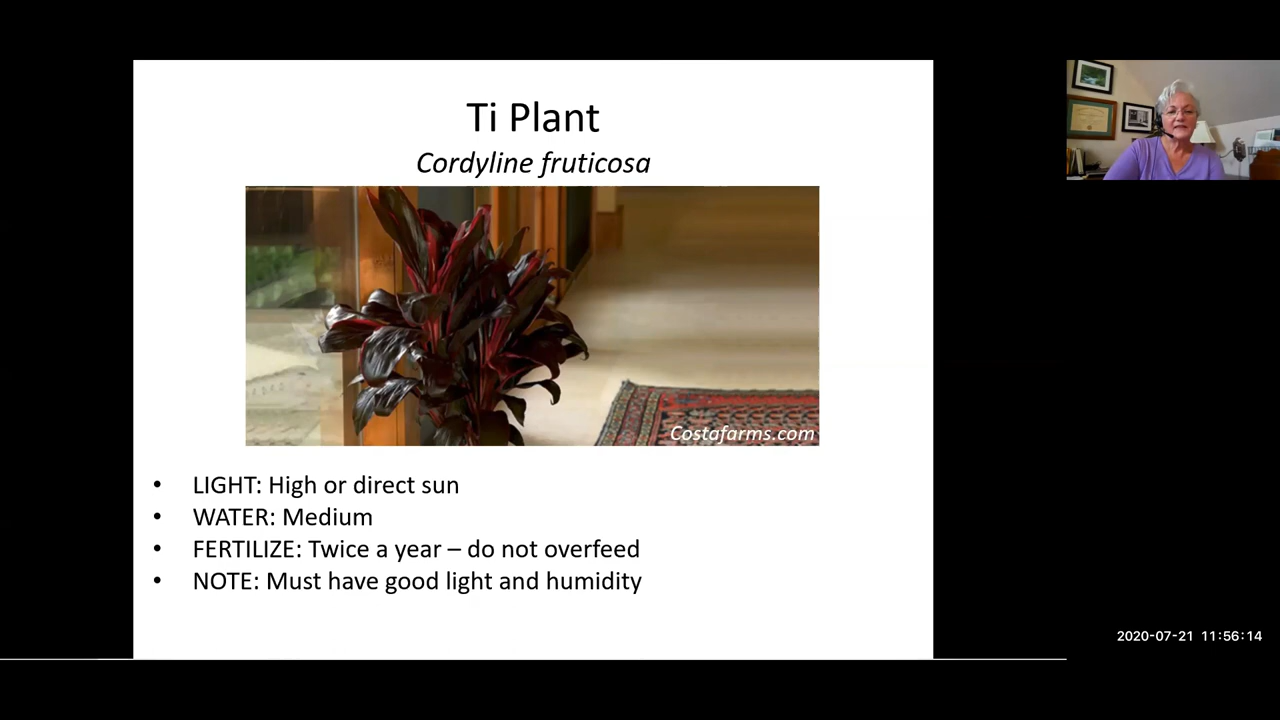 Ti Plant
Cordyline fruticosa
Costafarms.com
• LIGHT: High or direct sun
• WATER: Medium
• FERTILIZE: Twice a year – do not overfeed
• NOTE: Must have good light and humidity
2020-07-21 11:56:14